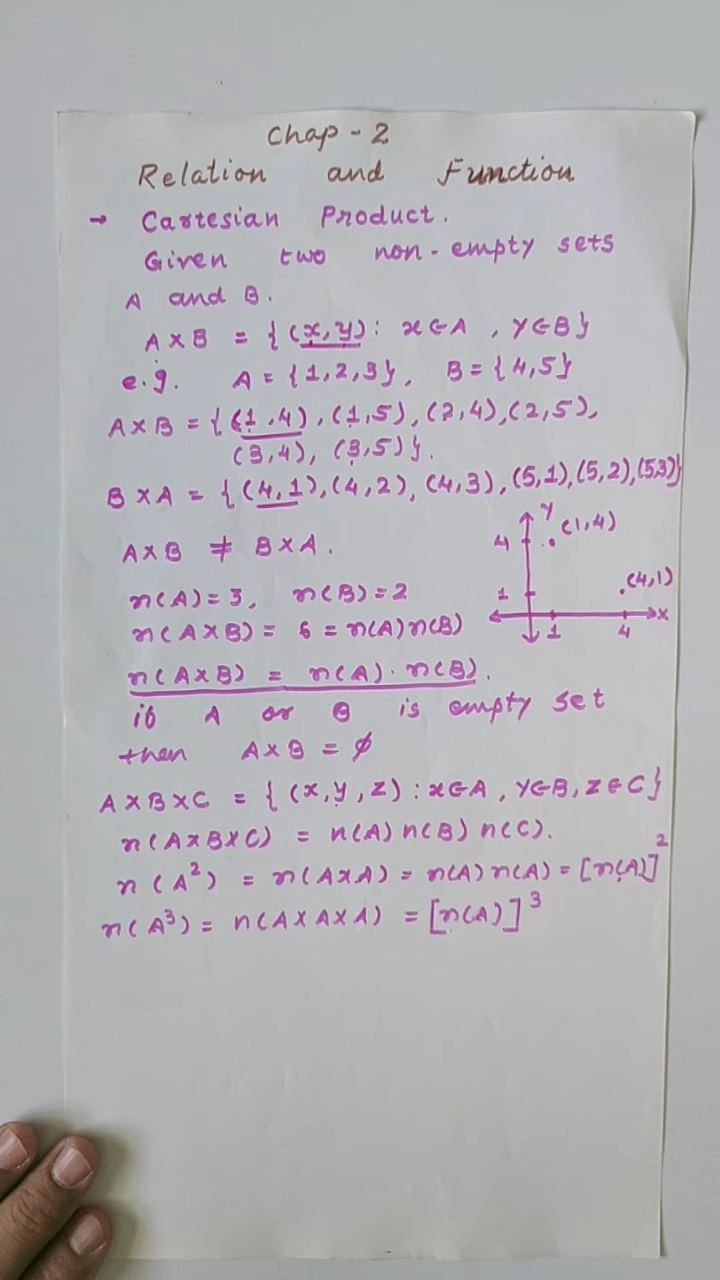 Chap - 2
Relation and Function
→ Cartesian Product.
Given two non-empty sets
A and B.
A × B = { (x, y) : x ∈ A , y ∈ B }
e.g. A = {1, 2, 3}, B = {4, 5}
A × B = { (1, 4), (1, 5), (2, 4), (2, 5),
(3, 4), (3, 5) }.
B × A = { (4, 1), (4, 2), (4, 3), (5, 1), (5, 2), (5,3) }
A × B ≠ B × A.
n(A) = 3, n(B) = 2
n(A × B) = 6 = n(A) n(B)
n(A × B) = n(A) · n(B).
Y
(1, 4)
4
(4, 1)
1
X
1 4
if A or B is empty set
then A × B = ϕ
A × B × C = { (x, y, z) : x ∈ A , y ∈ B, z ∈ C }
n(A × B × C) = n(A) n(B) n(C).
n(A²) = n(A × A) = n(A) n(A) = [n(A)]²
n(A³) = n(A × A × A) = [n(A)]³